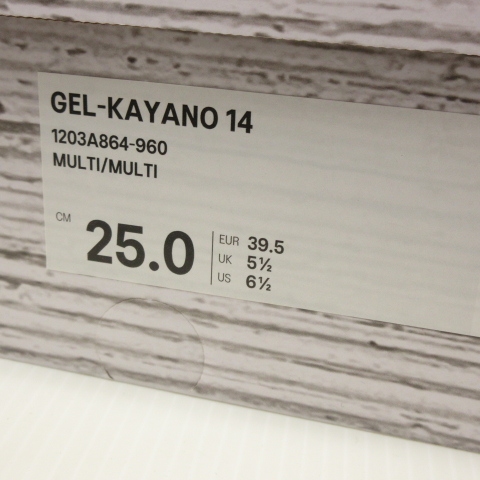 GEL-KAYANO 14
1203A864-960
MULTI/MULTI
CM 25.0
EUR 39.5
UK 5½
US 6½